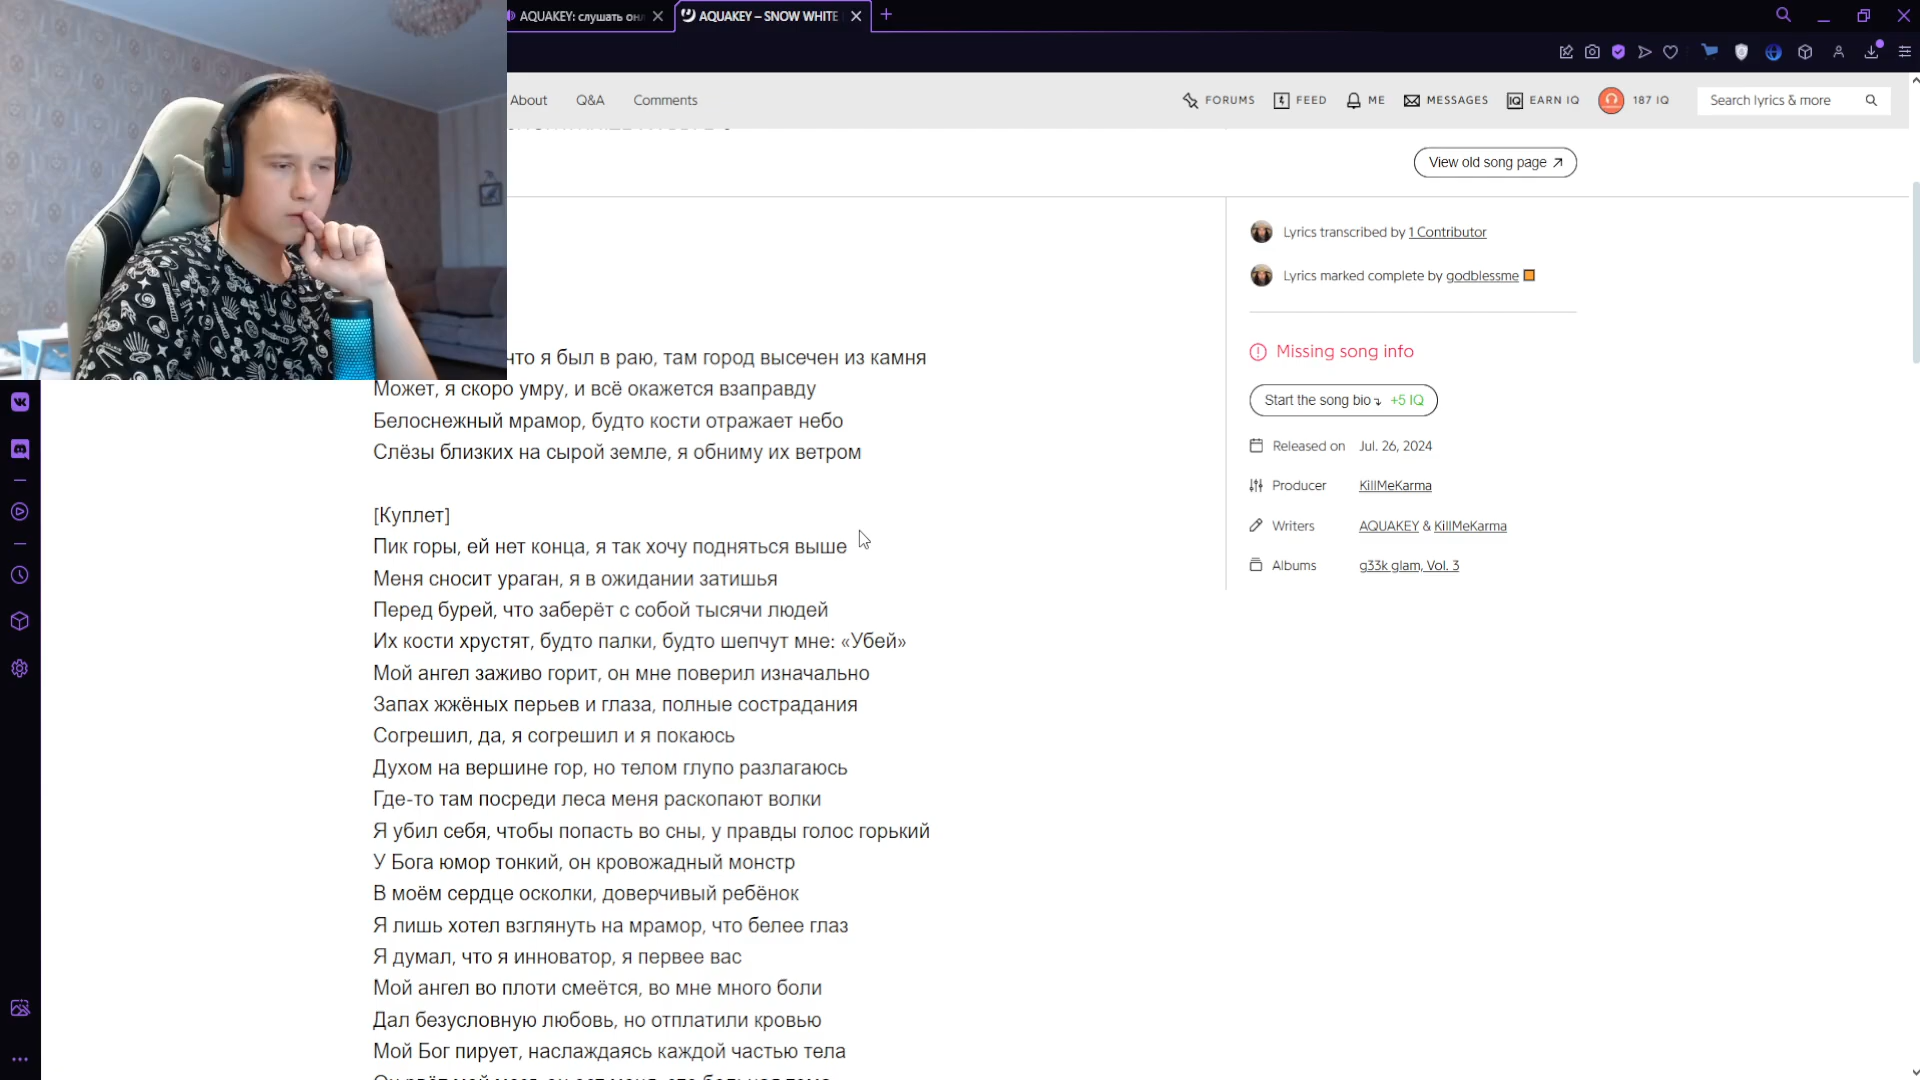 AQUAKEY: слушать онл
AQUAKEY – SNOW WHITE
About
Q&A
Comments
FORUMS
FEED
ME
MESSAGES
EARN IQ
187 IQ
Search lyrics & more
View old song page
Lyrics transcribed by 1 Contributor
Lyrics marked complete by godblessme
Missing song info
Start the song bio +5 IQ
Released on Jul. 26, 2024
Producer KillMeKarma
Writers AQUAKEY & KillMeKarma
Albums g33k glam, Vol. 3
что я был в раю, там город высечен из камня
Может, я скоро умру, и всё окажется взаправду
Белоснежный мрамор, будто кости отражает небо
Слёзы близких на сырой земле, я обниму их ветром
[Куплет]
Пик горы, ей нет конца, я так хочу подняться выше
Меня сносит ураган, я в ожидании затишья
Перед бурей, что заберёт с собой тысячи людей
Их кости хрустят, будто палки, будто шепчут мне: «Убей»
Мой ангел заживо горит, он мне поверил изначально
Запах жжёных перьев и глаза, полные сострадания
Согрешил, да, я согрешил и я покаюсь
Духом на вершине гор, но телом глупо разлагаюсь
Где-то там посреди леса меня раскопают волки
Я убил себя, чтобы попасть во сны, у правды голос горький
У Бога юмор тонкий, он кровожадный монстр
В моём сердце осколки, доверчивый ребёнок
Я лишь хотел взглянуть на мрамор, что белее глаз
Я думал, что я инноватор, я первее вас
Мой ангел во плоти смеётся, во мне много боли
Дал безусловную любовь, но отплатили кровью
Мой Бог пирует, наслаждаясь каждой частью тела